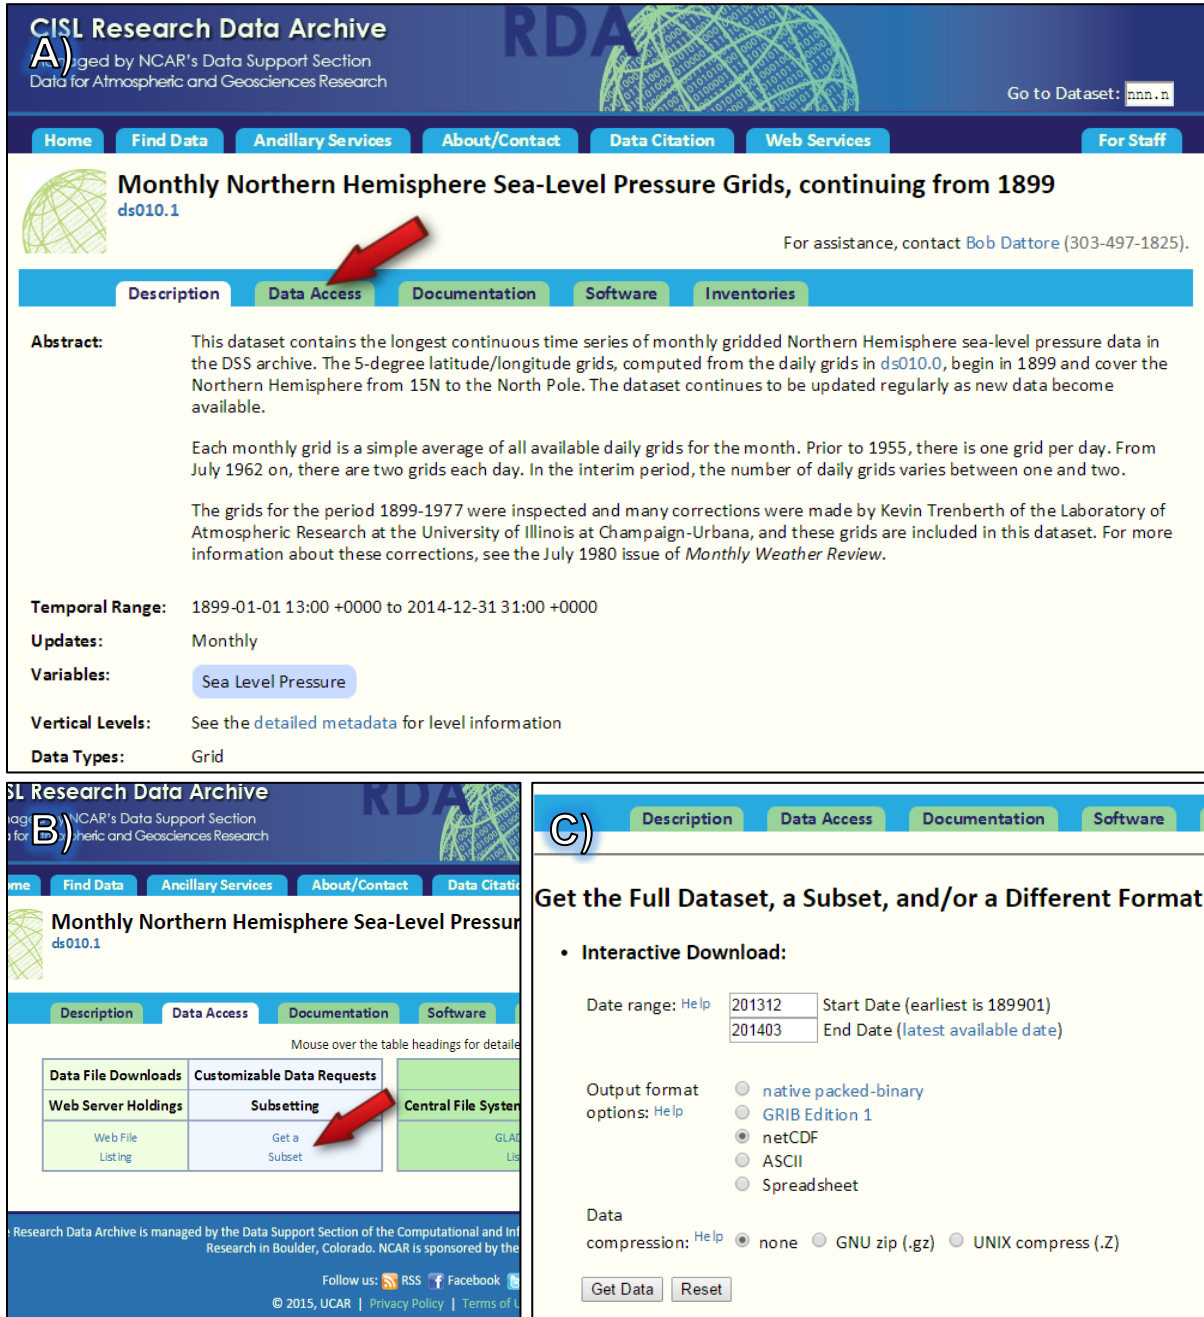 CISL Research Data Archive
A)
ged by NCAR's Data Support Section
Data for Atmospheric and Geosciences Research
RDA
Go to Dataset: nnn.n
Home Find Data Ancillary Services About/Contact Data Citation Web Services For Staff
Monthly Northern Hemisphere Sea-Level Pressure Grids, continuing from 1899
ds010.1
For assistance, contact Bob Dattore (303-497-1825).
Description Data Access Documentation Software Inventories
Abstract: This dataset contains the longest continuous time series of monthly gridded Northern Hemisphere sea-level pressure data in
the DSS archive. The 5-degree latitude/longitude grids, computed from the daily grids in ds010.0, begin in 1899 and cover the
Northern Hemisphere from 15N to the North Pole. The dataset continues to be updated regularly as new data become
available.
Each monthly grid is a simple average of all available daily grids for the month. Prior to 1955, there is one grid per day. From
July 1962 on, there are two grids each day. In the interim period, the number of daily grids varies between one and two.
The grids for the period 1899-1977 were inspected and many corrections were made by Kevin Trenberth of the Laboratory of
Atmospheric Research at the University of Illinois at Champaign-Urbana, and these grids are included in this dataset. For more
information about these corrections, see the July 1980 issue of Monthly Weather Review.
Temporal Range: 1899-01-01 13:00 +0000 to 2014-12-31 31:00 +0000
Updates: Monthly
Variables: Sea Level Pressure
Vertical Levels: See the detailed metadata for level information
Data Types: Grid
SL Research Data Archive
B)
NCAR's Data Support Section
a for heric and Geosciences Research
RDA
ome Find Data Ancillary Services About/Contact Data Citatio
Monthly Northern Hemisphere Sea-Level Pressur
ds010.1
Description Data Access Documentation Software
Mouse over the table headings for detaile
Data File Downloads Customizable Data Requests
Web Server Holdings Subsetting Central File System
Web File Get a GLAD
Listing Subset Lis
Research Data Archive is managed by the Data Support Section of the Computational and Inf
Research in Boulder, Colorado. NCAR is sponsored by the
Follow us: RSS Facebook
© 2015, UCAR | Privacy Policy | Terms of U
C)
Description Data Access Documentation Software
Get the Full Dataset, a Subset, and/or a Different Format
• Interactive Download:
Date range: Help 201312 Start Date (earliest is 189901)
201403 End Date (latest available date)
Output format native packed-binary
options: Help GRIB Edition 1
netCDF
ASCII
Spreadsheet
Data
compression: Help none GNU zip (.gz) UNIX compress (.Z)
Get Data Reset